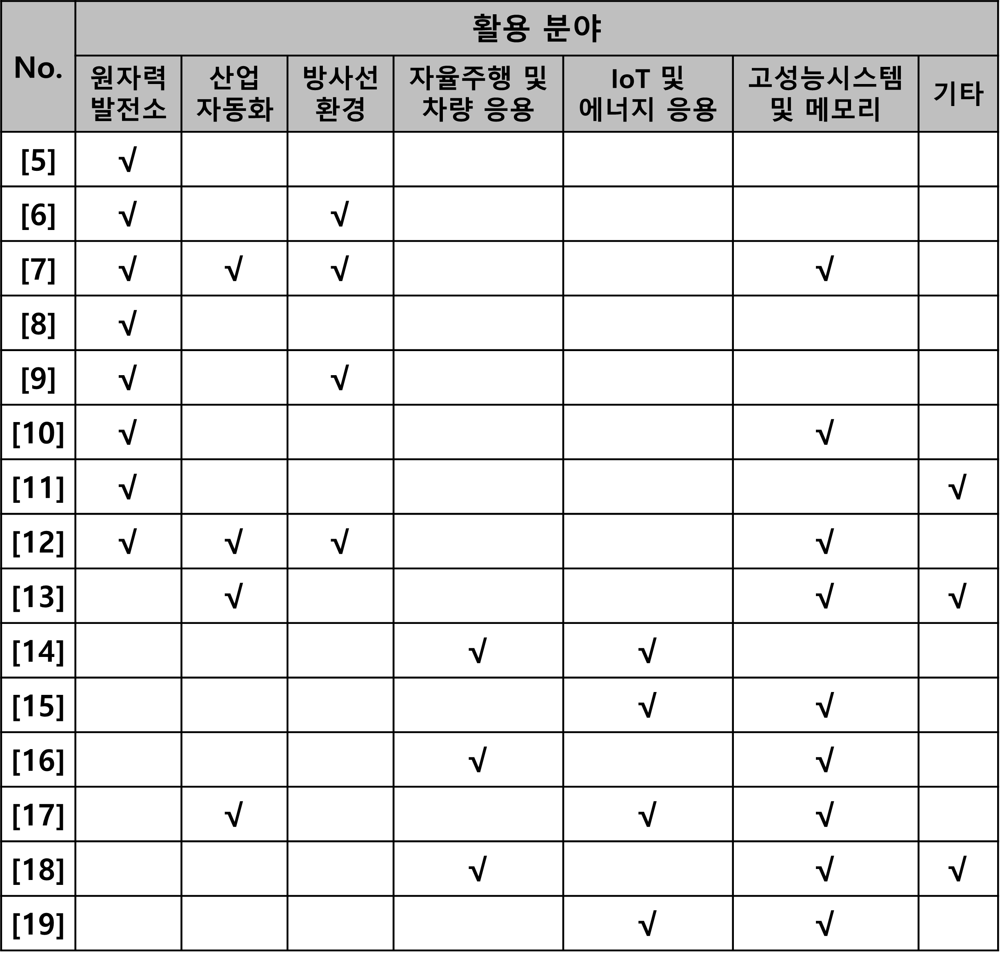 No.
활용 분야
원자력 발전소
산업 자동화
방사선 환경
자율주행 및 차량 응용
IoT 및 에너지 응용
고성능시스템 및 메모리
기타
[5] √
[6] √ √
[7] √ √ √ √
[8] √
[9] √ √
[10] √ √
[11] √ √
[12] √ √ √ √
[13] √ √ √
[14] √ √
[15] √ √
[16] √ √
[17] √ √ √
[18] √ √ √
[19] √ √